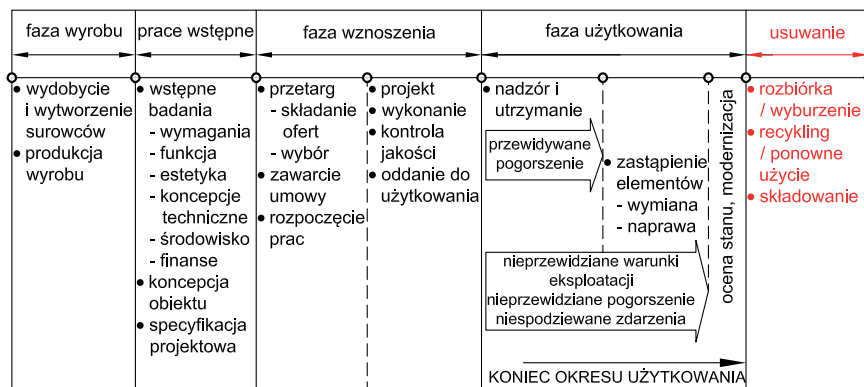 faza wyrobu
prace wstępne
faza wznoszenia
faza użytkowania
usuwanie
• wydobycie
i wytworzenie
surowców
• produkcja
wyrobu
• wstępne
badania
- wymagania
- funkcja
- estetyka
- koncepcje
techniczne
- środowisko
- finanse
• koncepcja
obiektu
• specyfikacja
projektowa
• przetarg
- składanie
ofert
- wybór
• zawarcie
umowy
• rozpoczęcie
prac
• projekt
• wykonanie
• kontrola
jakości
• oddanie do
użytkowania
• nadzór i
utrzymanie
przewidywane
pogorszenie
• zastąpienie
elementów
- wymiana
- naprawa
nieprzewidziane warunki
eksploatacji
nieprzewidziane pogorszenie
niespodziewane zdarzenia
ocena stanu, modernizacja
KONIEC OKRESU UŻYTKOWANIA
• rozbiórka
/ wyburzenie
• recykling
/ ponowne
użycie
• składowanie